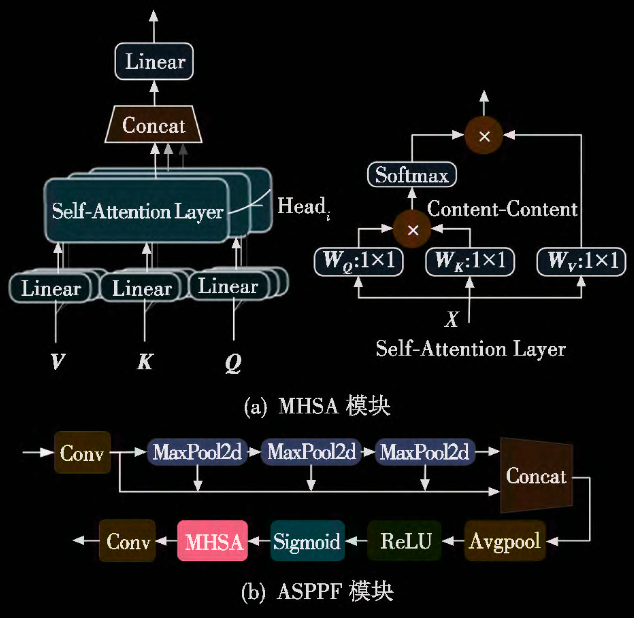 Linear
Concat
Self-Attention Layer
Head_i
Linear
Linear
Linear
V
K
Q
×
Softmax
Content-Content
×
W_Q:1×1
W_K:1×1
W_V:1×1
X
Self-Attention Layer
(a) MHSA 模块
Conv
MaxPool2d
MaxPool2d
MaxPool2d
Concat
Conv
MHSA
Sigmoid
ReLU
Avgpool
(b) ASPPF 模块